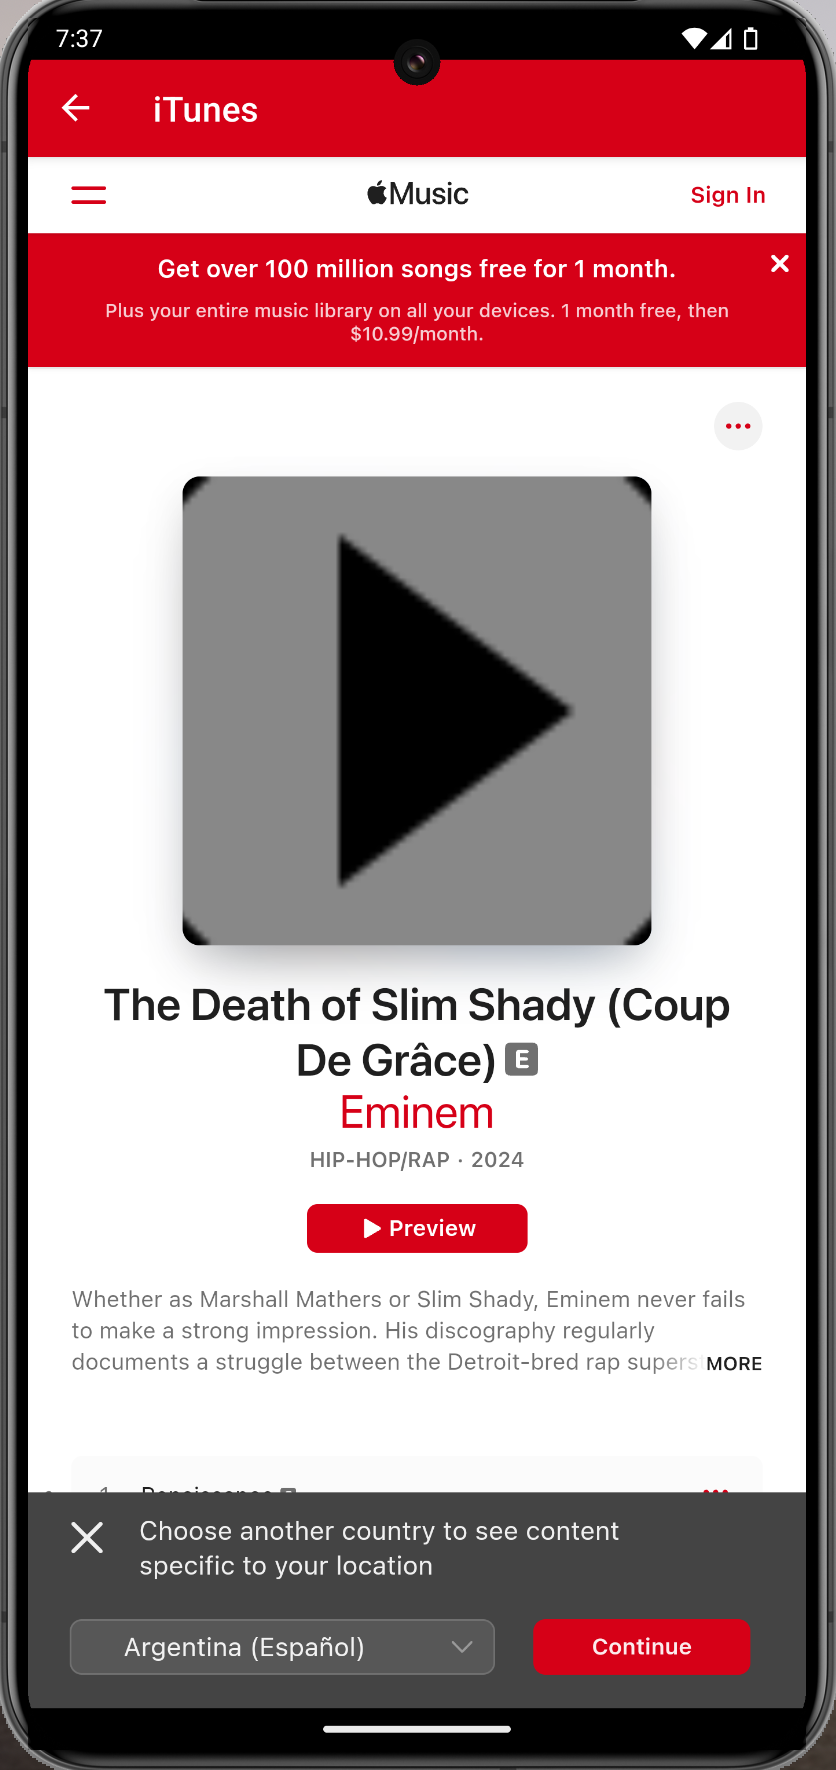 7:37
iTunes
Music
Sign In
Get over 100 million songs free for 1 month.
Plus your entire music library on all your devices. 1 month free, then
$10.99/month.
The Death of Slim Shady (Coup
De Grâce) E
Eminem
HIP-HOP/RAP · 2024
Preview
Whether as Marshall Mathers or Slim Shady, Eminem never fails
to make a strong impression. His discography regularly
documents a struggle between the Detroit-bred rap supers MORE
Choose another country to see content
specific to your location
Argentina (Español)
Continue